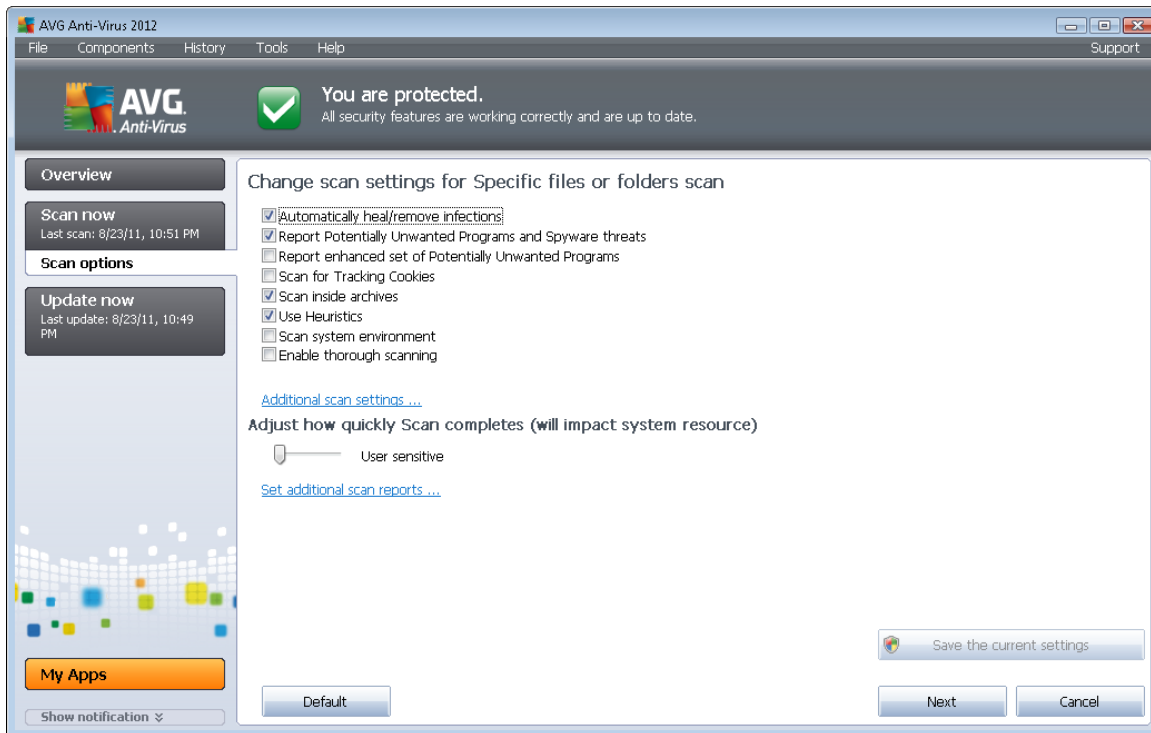 AVG Anti-Virus 2012
File Components History Tools Help Support
AVG.
Anti-Virus
You are protected.
All security features are working correctly and are up to date.
Overview
Scan now
Last scan: 8/23/11, 10:51 PM
Scan options
Update now
Last update: 8/23/11, 10:49
PM
Change scan settings for Specific files or folders scan
Automatically heal/remove infections
Report Potentially Unwanted Programs and Spyware threats
Report enhanced set of Potentially Unwanted Programs
Scan for Tracking Cookies
Scan inside archives
Use Heuristics
Scan system environment
Enable thorough scanning
Additional scan settings ...
Adjust how quickly Scan completes (will impact system resource)
User sensitive
Set additional scan reports ...
Save the current settings
My Apps
Show notification
Default
Next
Cancel